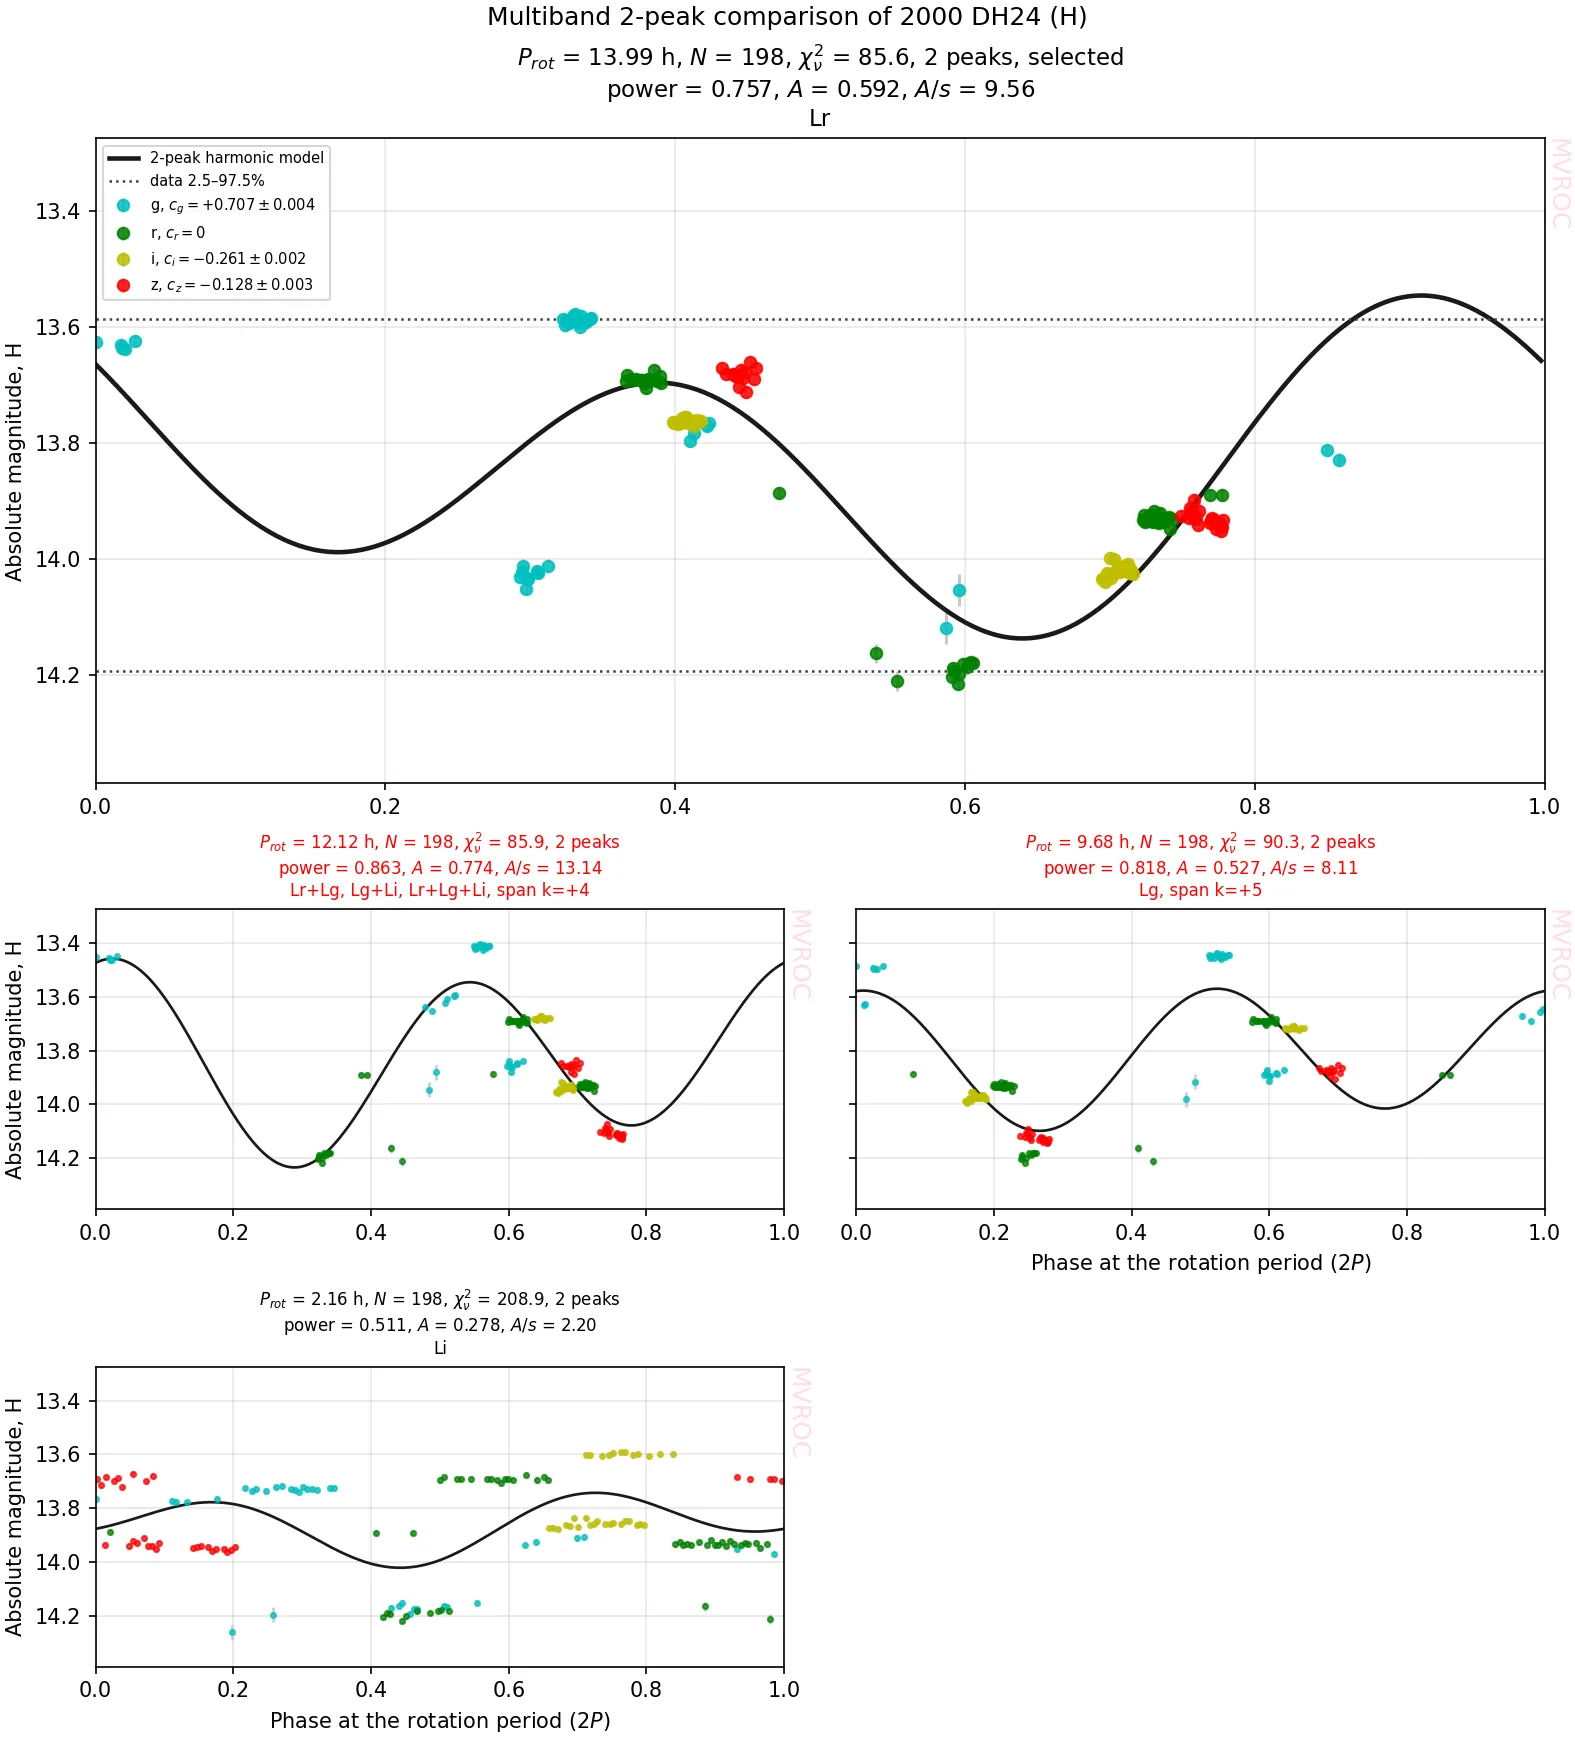 Multiband 2-peak comparison of 2000 DH24 (H)
P_rot = 13.99 h, N = 198, χ²_ν = 85.6, 2 peaks, selected
power = 0.757, A = 0.592, A/s = 9.56
Lr
2-peak harmonic model
data 2.5–97.5%
g, c_g = +0.707 ± 0.004
r, c_r = 0
i, c_i = −0.261 ± 0.002
z, c_z = −0.128 ± 0.003
Absolute magnitude, H
13.4
13.6
13.8
14.0
14.2
0.0 0.2 0.4 0.6 0.8 1.0
MVROC
P_rot = 12.12 h, N = 198, χ²_ν = 85.9, 2 peaks
power = 0.863, A = 0.774, A/s = 13.14
Lr+Lg, Lg+Li, Lr+Lg+Li, span k=+4
Absolute magnitude, H
13.4
13.6
13.8
14.0
14.2
0.0 0.2 0.4 0.6 0.8 1.0
MVROC
P_rot = 9.68 h, N = 198, χ²_ν = 90.3, 2 peaks
power = 0.818, A = 0.527, A/s = 8.11
Lg, span k=+5
0.0 0.2 0.4 0.6 0.8 1.0
Phase at the rotation period (2P)
MVROC
P_rot = 2.16 h, N = 198, χ²_ν = 208.9, 2 peaks
power = 0.511, A = 0.278, A/s = 2.20
Li
Absolute magnitude, H
13.4
13.6
13.8
14.0
14.2
0.0 0.2 0.4 0.6 0.8 1.0
Phase at the rotation period (2P)
MVROC